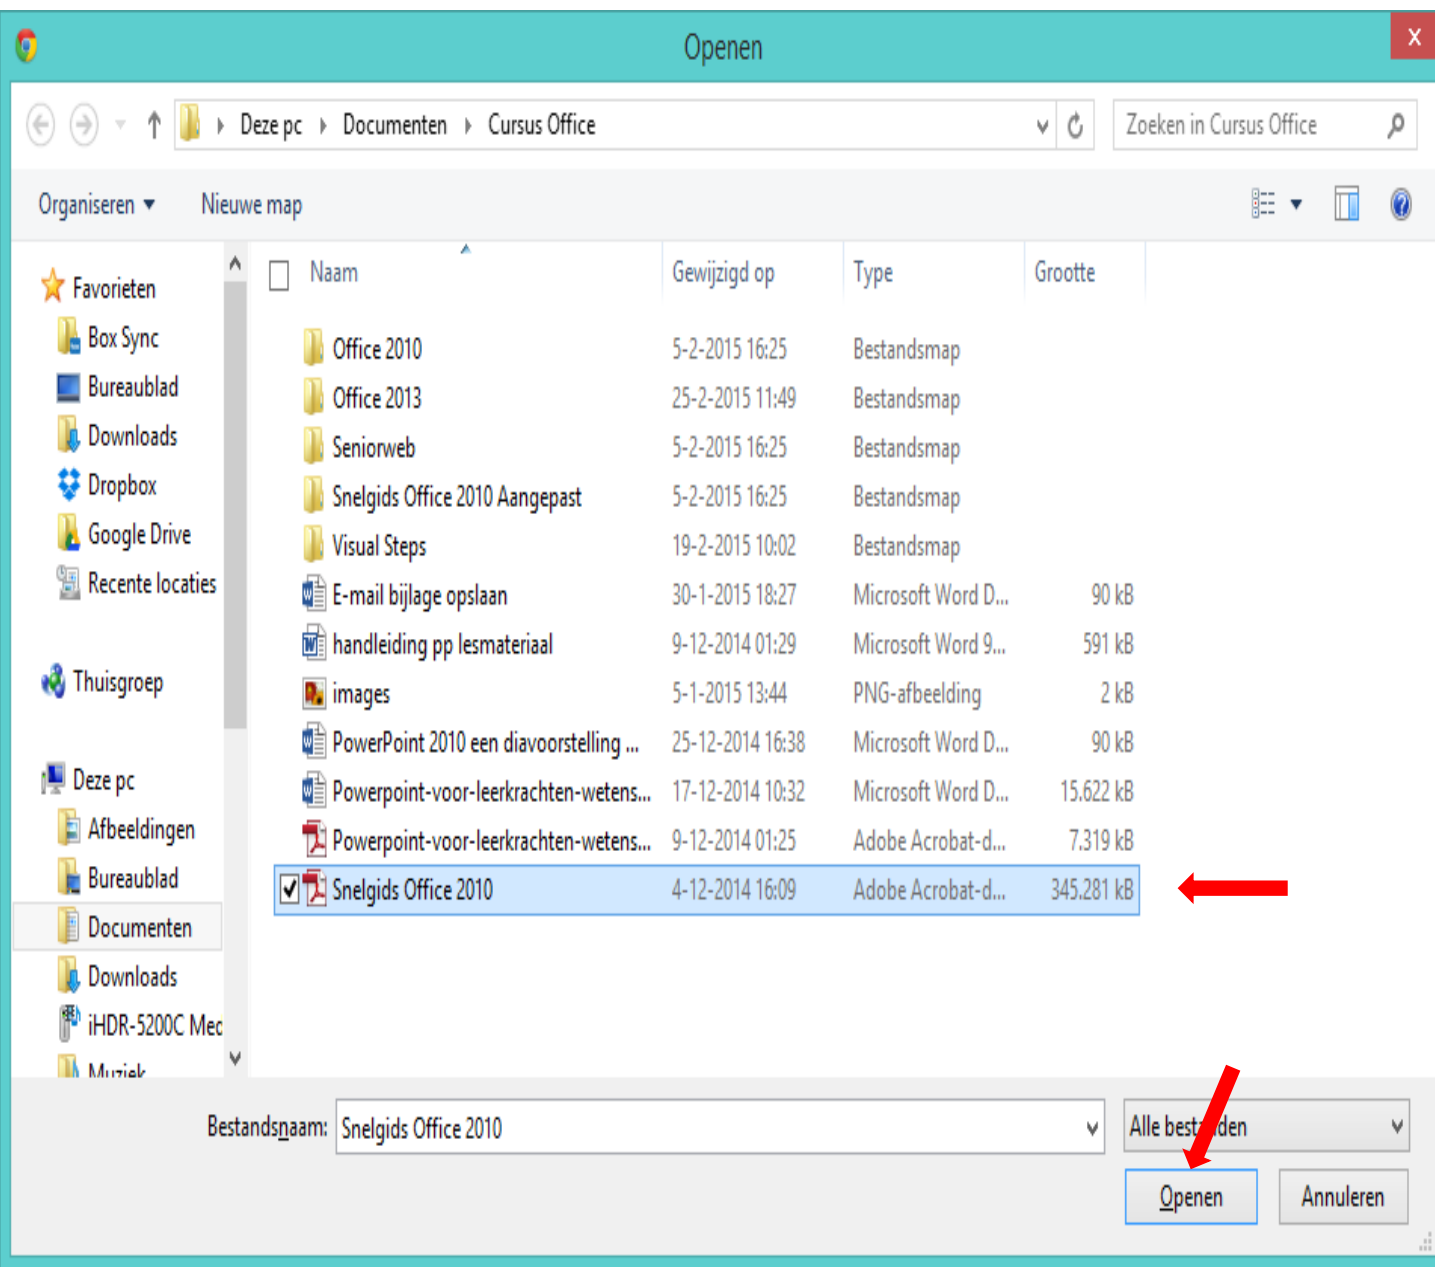 Openen
x
Deze pc Documenten Cursus Office
Zoeken in Cursus Office
Organiseren Nieuwe map
Favorieten
Box Sync
Bureaublad
Downloads
Dropbox
Google Drive
Recente locaties
Thuisgroep
Deze pc
Afbeeldingen
Bureaublad
Documenten
Downloads
iHDR-5200C Med
Muziek
Naam Gewijzigd op Type Grootte
Office 2010 5-2-2015 16:25 Bestandsmap
Office 2013 25-2-2015 11:49 Bestandsmap
Seniorweb 5-2-2015 16:25 Bestandsmap
Snelgids Office 2010 Aangepast 5-2-2015 16:25 Bestandsmap
Visual Steps 19-2-2015 10:02 Bestandsmap
E-mail bijlage opslaan 30-1-2015 18:27 Microsoft Word D... 90 kB
handleiding pp lesmateriaal 9-12-2014 01:29 Microsoft Word 9... 591 kB
images 5-1-2015 13:44 PNG-afbeelding 2 kB
PowerPoint 2010 een diavoorstelling ... 25-12-2014 16:38 Microsoft Word D... 90 kB
Powerpoint-voor-leerkrachten-wetens... 17-12-2014 10:32 Microsoft Word D... 15.622 kB
Powerpoint-voor-leerkrachten-wetens... 9-12-2014 01:25 Adobe Acrobat-d... 7.319 kB
Snelgids Office 2010 4-12-2014 16:09 Adobe Acrobat-d... 345.281 kB
Bestandsnaam: Snelgids Office 2010
Alle bestanden
Openen Annuleren